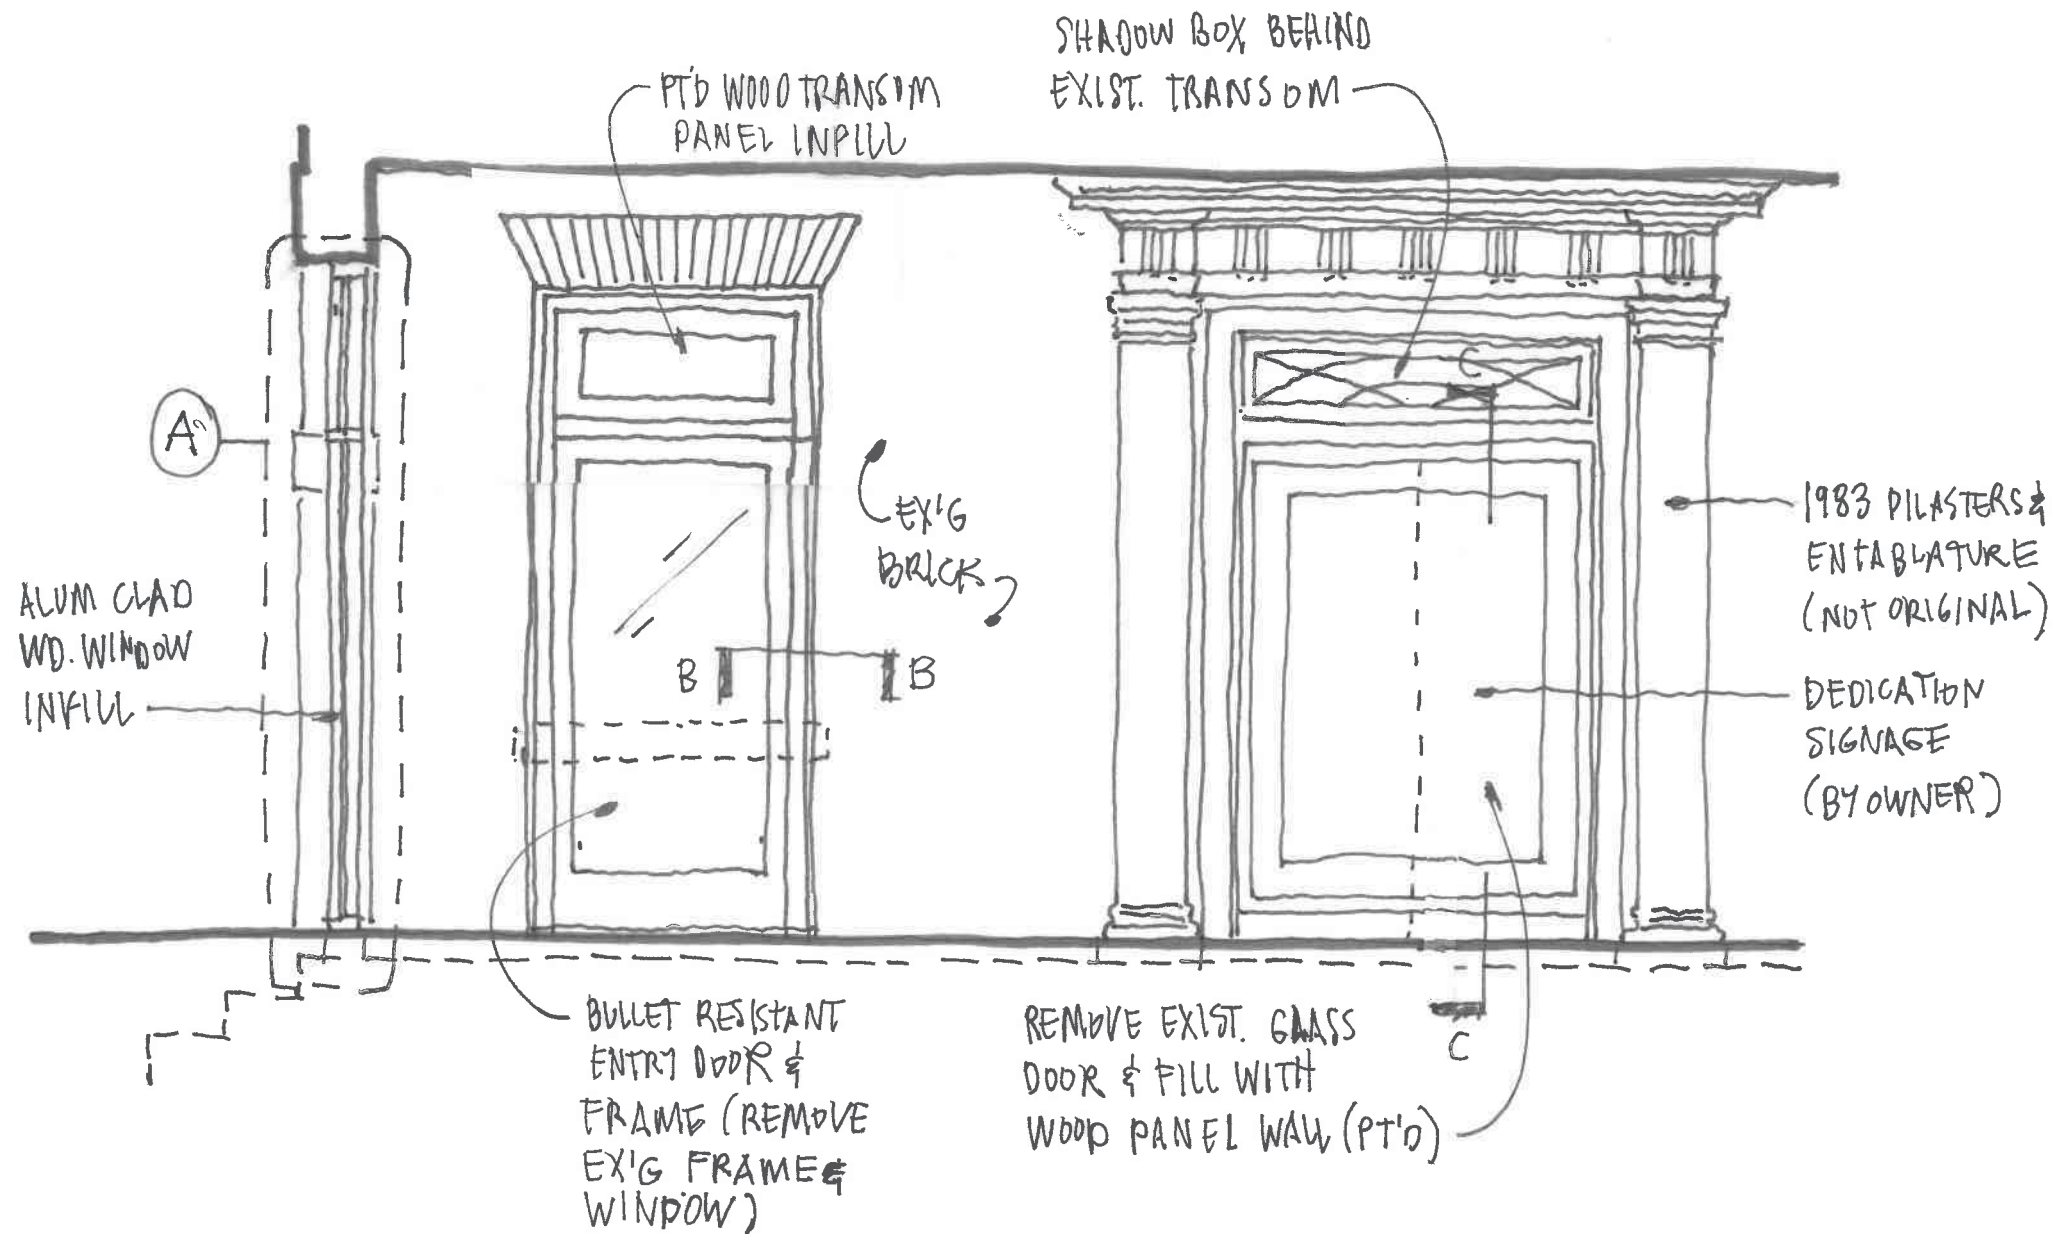 SHADOW BOX BEHIND
EXIST. TRANSOM
PT'D WOOD TRANSOM
PANEL INFILL
C
A
EX'G
BRICK
1983 PILASTERS &
ENTABLATURE
(NOT ORIGINAL)
ALUM CLAD
WD. WINDOW
INFILL
B B
DEDICATION
SIGNAGE
(BY OWNER)
BULLET RESISTANT
ENTRY DOOR &
FRAME (REMOVE
EX'G FRAME &
WINDOW)
REMOVE EXIST. GLASS
DOOR & FILL WITH
WOOD PANEL WALL (PT'D)
C